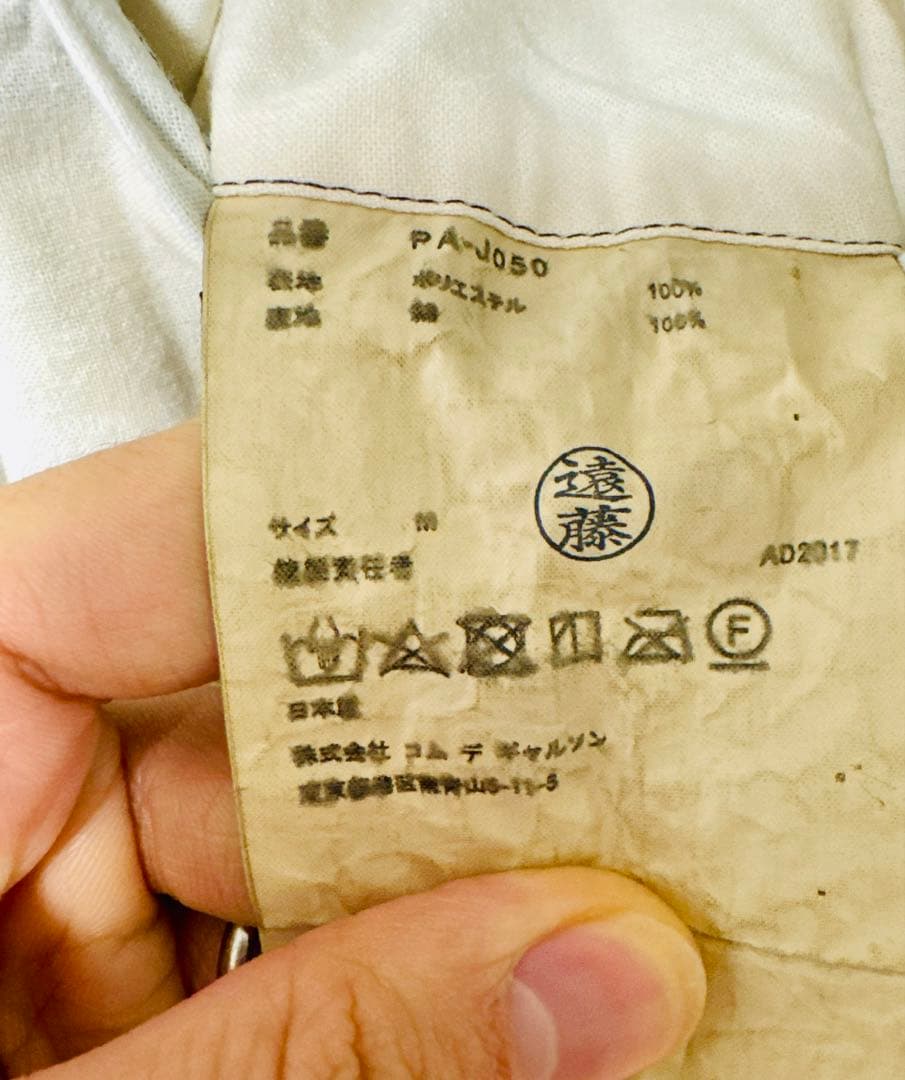 品番 PA-J050
表地 ポリエステル 100%
裏地 綿 100%
遠藤
サイズ M
縫製責任者
AD2017
F
日本製
株式会社 コム デ ギャルソン
東京都港区南青山5-11-5